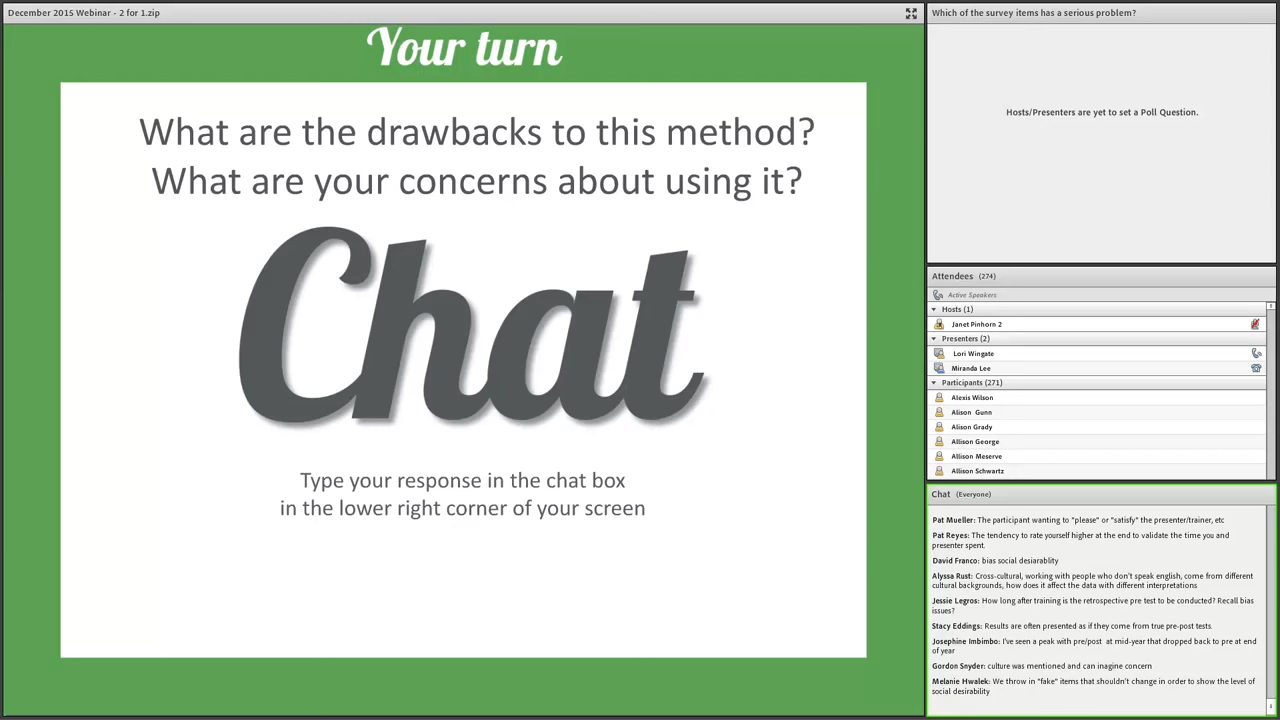 December 2015 Webinar - 2 for 1.zip
Your turn
What are the drawbacks to this method?
What are your concerns about using it?
Chat
Type your response in the chat box
in the lower right corner of your screen
Which of the survey items has a serious problem?
Hosts/Presenters are yet to set a Poll Question.
Attendees (274)
Active Speakers
Hosts (1)
Janet Pinhorn 2
Presenters (2)
Lori Wingate
Miranda Lee
Participants (271)
Alexis Wilson
Alison Gunn
Alison Grady
Allison George
Allison Meserve
Allison Schwartz
Chat (Everyone)
Pat Mueller: The participant wanting to "please" or "satisfy" the presenter/trainer, etc
Pat Reyes: The tendency to rate yourself higher at the end to validate the time you and
presenter spent.
David Franco: bias social desiarablity
Alyssa Rust: Cross-cultural, working with people who don't speak english, come from different
cultural backgrounds, how does it affect the data with different interpretations
Jessie Legros: How long after training is the retrospective pre test to be conducted? Recall bias
issues?
Stacy Eddings: Results are often presented as if they come from true pre-post tests.
Josephine Imbimbo: I've seen a peak with pre/post at mid-year that dropped back to pre at end
of year
Gordon Snyder: culture was mentioned and can inagine concern
Melanie Hwalek: We throw in "fake" items that shouldn't change in order to show the level of
social desirability